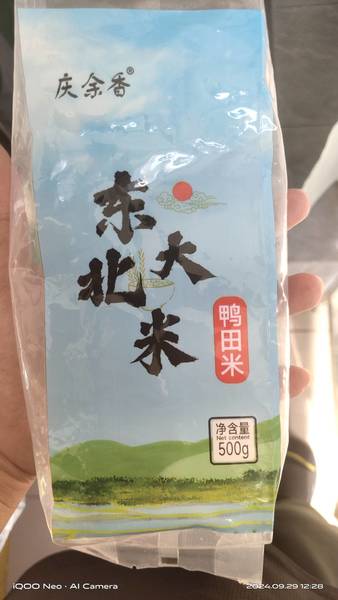 庆余香®
东北
大米
鸭田米
净含量
Net content
500g
iQOO Neo · AI Camera
2024.09.29 12:28